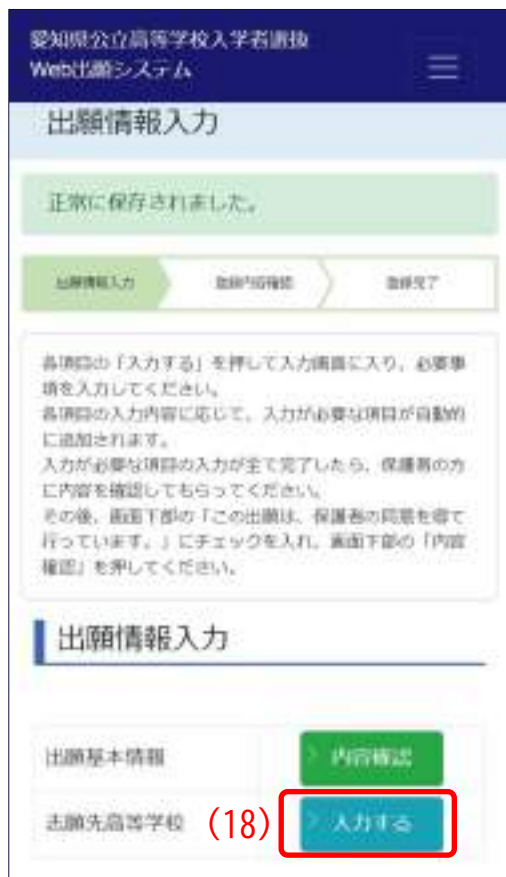 愛知県公立高等学校入学者選抜
Web出願システム
出願情報入力
正常に保存されました。
出願情報入力
登録内容確認
登録完了
各項目の「入力する」を押して入力画面に入り、必要事
項を入力してください。
各項目の入力内容に応じて、入力が必要な項目が自動的
に追加されます。
入力が必要な項目の入力が全て完了したら、保護者の方
に内容を確認してもらってください。
その後、画面下部の「この出願は、保護者の同意を得て
行っています。」にチェックを入れ、画面下部の「内容
確認」を押してください。
出願情報入力
出願基本情報
内容確認
志願先高等学校
(18)
入力する